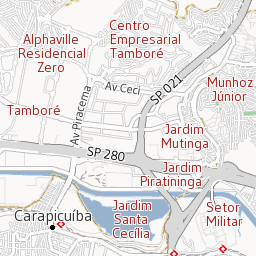 Alphaville
Residencial
Zero
Centro
Empresarial
Tamboré
Av Ceci
SP 021
Munhoz
Júnior
Tamboré
Av Piracema
Jardim
Mutinga
SP 280
Jardim
Piratininga
Carapicuíba
Jardim
Santa
Cecília
Setor
Militar